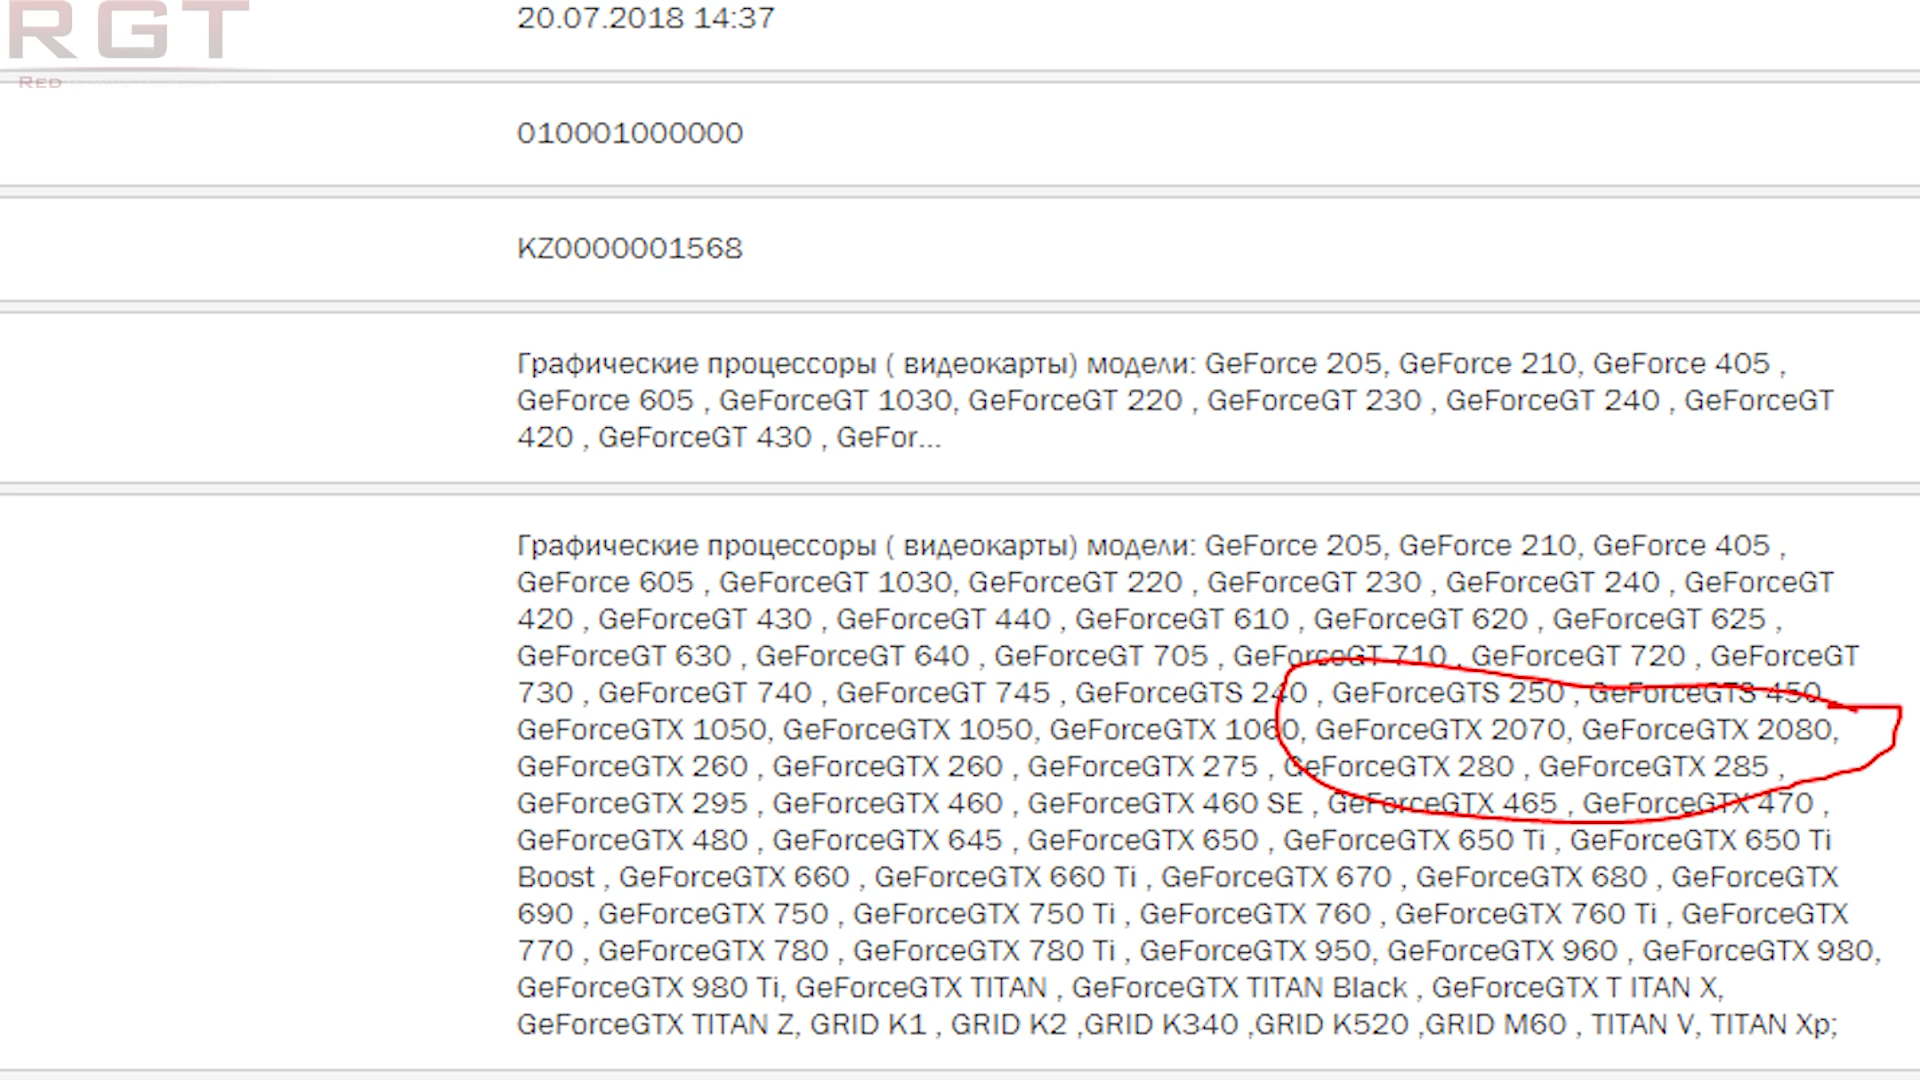 RGT
RED
20.07.2018 14:37
010001000000
KZ0000001568
Графические процессоры ( видеокарты) модели: GeForce 205, GeForce 210, GeForce 405 ,
GeForce 605 , GeForceGT 1030, GeForceGT 220 , GeForceGT 230 , GeForceGT 240 , GeForceGT
420 , GeForceGT 430 , GeFor...
Графические процессоры ( видеокарты) модели: GeForce 205, GeForce 210, GeForce 405 ,
GeForce 605 , GeForceGT 1030, GeForceGT 220 , GeForceGT 230 , GeForceGT 240 , GeForceGT
420 , GeForceGT 430 , GeForceGT 440 , GeForceGT 610 , GeForceGT 620 , GeForceGT 625 ,
GeForceGT 630 , GeForceGT 640 , GeForceGT 705 , GeForceGT 710 , GeForceGT 720 , GeForceGT
730 , GeForceGT 740 , GeForceGT 745 , GeForceGTS 240 , GeForceGTS 250 , GeForceGTS 450
GeForceGTX 1050, GeForceGTX 1050, GeForceGTX 1060, GeForceGTX 2070, GeForceGTX 2080,
GeForceGTX 260 , GeForceGTX 260 , GeForceGTX 275 , GeForceGTX 280 , GeForceGTX 285 ,
GeForceGTX 295 , GeForceGTX 460 , GeForceGTX 460 SE , GeForceGTX 465 , GeForceGTX 470 ,
GeForceGTX 480 , GeForceGTX 645 , GeForceGTX 650 , GeForceGTX 650 Ti , GeForceGTX 650 Ti
Boost , GeForceGTX 660 , GeForceGTX 660 Ti , GeForceGTX 670 , GeForceGTX 680 , GeForceGTX
690 , GeForceGTX 750 , GeForceGTX 750 Ti , GeForceGTX 760 , GeForceGTX 760 Ti , GeForceGTX
770 , GeForceGTX 780 , GeForceGTX 780 Ti , GeForceGTX 950, GeForceGTX 960 , GeForceGTX 980,
GeForceGTX 980 Ti, GeForceGTX TITAN , GeForceGTX TITAN Black , GeForceGTX T ITAN X,
GeForceGTX TITAN Z, GRID K1 , GRID K2 ,GRID K340 ,GRID K520 ,GRID M60 , TITAN V, TITAN Xp;